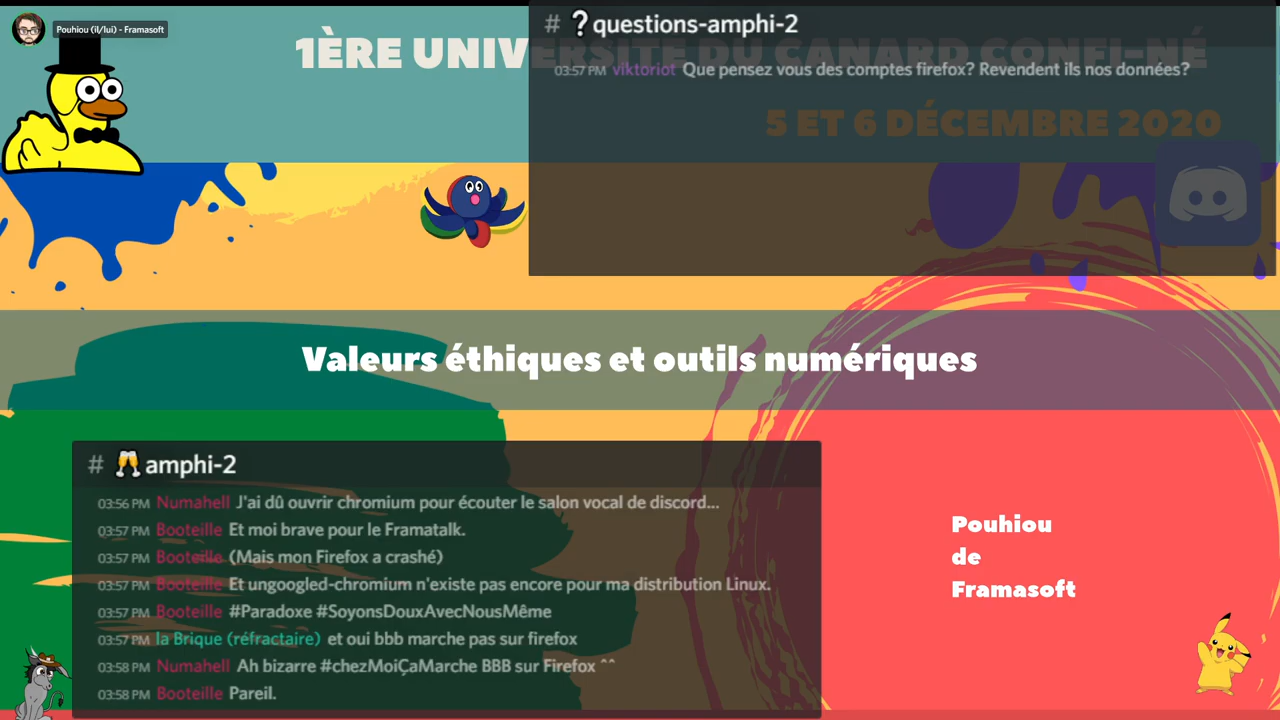 Pouhiou (il/lui) - Framasoft
1ÈRE UNIVERSITÉ DU CANARD CONFI-NÉ
5 ET 6 DÉCEMBRE 2020
# ?questions-amphi-2
03:57 PM viktoriot Que pensez vous des comptes firefox? Revendent ils nos données?
Valeurs éthiques et outils numériques
# 🥂amphi-2
03:56 PM Numahell J'ai dû ouvrir chromium pour écouter le salon vocal de discord...
03:57 PM Booteille Et moi brave pour le Framatalk.
03:57 PM Booteille (Mais mon Firefox a crashé)
03:57 PM Booteille Et ungoogled-chromium n'existe pas encore pour ma distribution Linux.
03:57 PM Booteille #Paradoxe #SoyonsDouxAvecNousMême
03:57 PM la Brique (réfractaire) et oui bbb marche pas sur firefox
03:58 PM Numahell Ah bizarre #chezMoiÇaMarche BBB sur Firefox ^^
03:58 PM Booteille Pareil.
Pouhiou
de
Framasoft